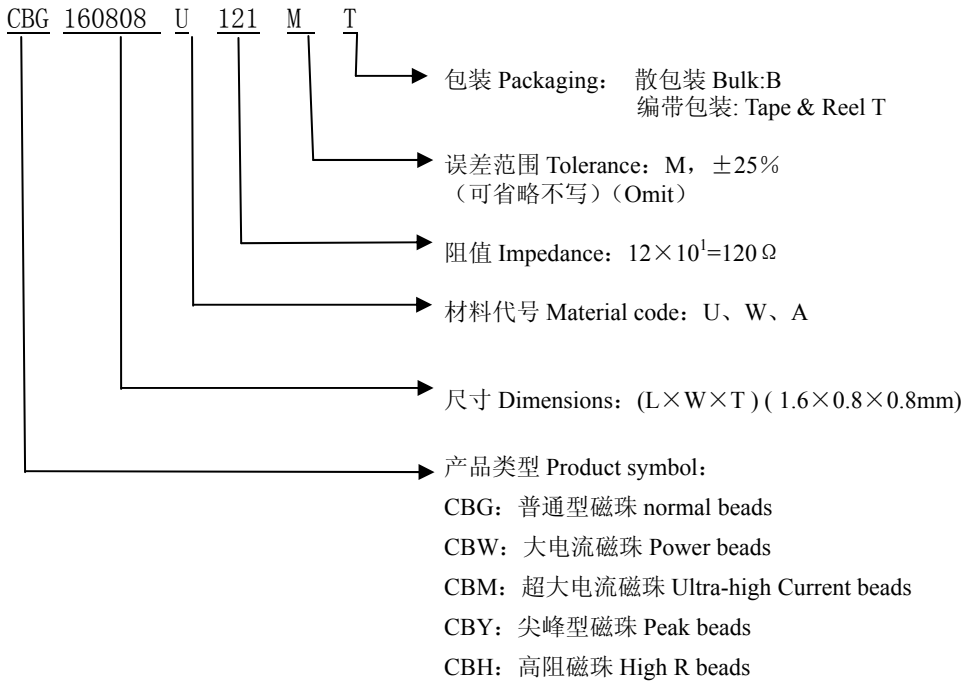 CBG 160808 U 121 M T
包装 Packaging： 散包装 Bulk:B
编带包装: Tape & Reel T
误差范围 Tolerance：M，±25％
（可省略不写）（Omit）
阻值 Impedance：12×10¹=120Ω
材料代号 Material code：U、W、A
尺寸 Dimensions：(L×W×T ) ( 1.6×0.8×0.8mm)
产品类型 Product symbol：
CBG：普通型磁珠 normal beads
CBW：大电流磁珠 Power beads
CBM：超大电流磁珠 Ultra-high Current beads
CBY：尖峰型磁珠 Peak beads
CBH：高阻磁珠 High R beads